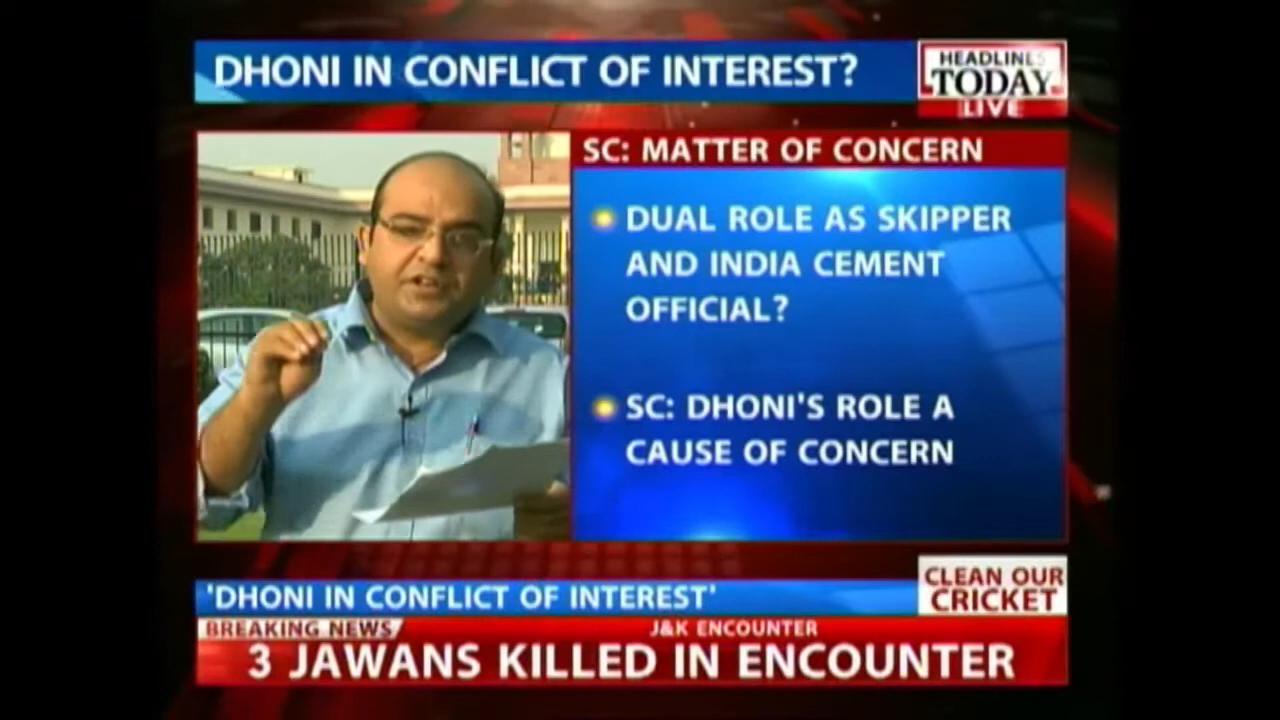 DHONI IN CONFLICT OF INTEREST?
HEADLINES
TODAY
LIVE
SC: MATTER OF CONCERN
DUAL ROLE AS SKIPPER
AND INDIA CEMENT
OFFICIAL?
SC: DHONI'S ROLE A
CAUSE OF CONCERN
'DHONI IN CONFLICT OF INTEREST'
CLEAN OUR
CRICKET
BREAKING NEWS
J&K ENCOUNTER
3 JAWANS KILLED IN ENCOUNTER